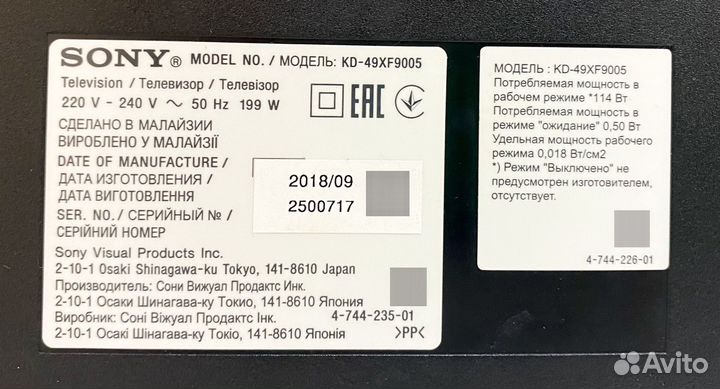 SONY® MODEL NO. / МОДЕЛЬ: KD-49XF9005
Television / Телевизор / Телевізор
220 V - 240 V ~ 50 Hz 199 W
EAC
СДЕЛАНО В МАЛАЙЗИИ
ВИРОБЛЕНО У МАЛАЙЗІЇ
DATE OF MANUFACTURE /
ДАТА ИЗГОТОВЛЕНИЯ /
ДАТА ВИГОТОВЛЕННЯ
2018/09
SER. NO. / СЕРИЙНЫЙ № /
СЕРІЙНИЙ НОМЕР
2500717
Sony Visual Products Inc.
2-10-1 Osaki Shinagawa-ku Tokyo, 141-8610 Japan
Производитель: Сони Вижуал Продактс Инк.
2-10-1 Осаки Шинагава-ку Токио, 141-8610 Япония
Виробник: Соні Віжуал Продактс Інк. 4-744-235-01
2-10-1 Осакі Шінагава-ку Токіо, 141-8610 Японія >PP<
МОДЕЛЬ : KD-49XF9005
Потребляемая мощность в
рабочем режиме *114 Вт
Потребляемая мощность в
режиме "ожидание" 0,50 Вт
Удельная мощность рабочего
режима 0,018 Вт/см2
*) Режим "Выключено" не
предусмотрен изготовителем,
отсутствует.
4-744-226-01
Avito